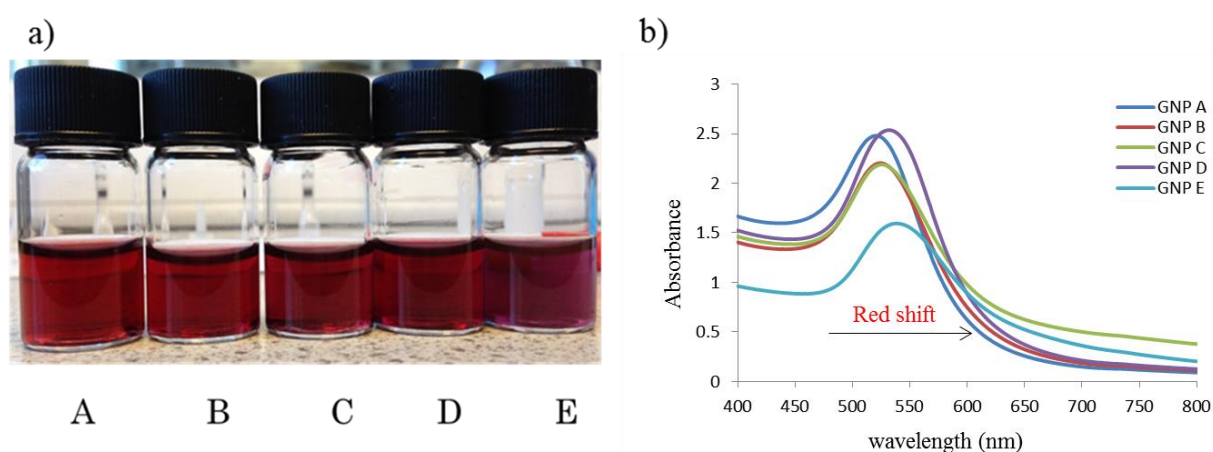 a)
A B C D E
b)
Absorbance
3
2.5
2
1.5
1
0.5
0
GNP A
GNP B
GNP C
GNP D
GNP E
Red shift
400 450 500 550 600 650 700 750 800
wavelength (nm)